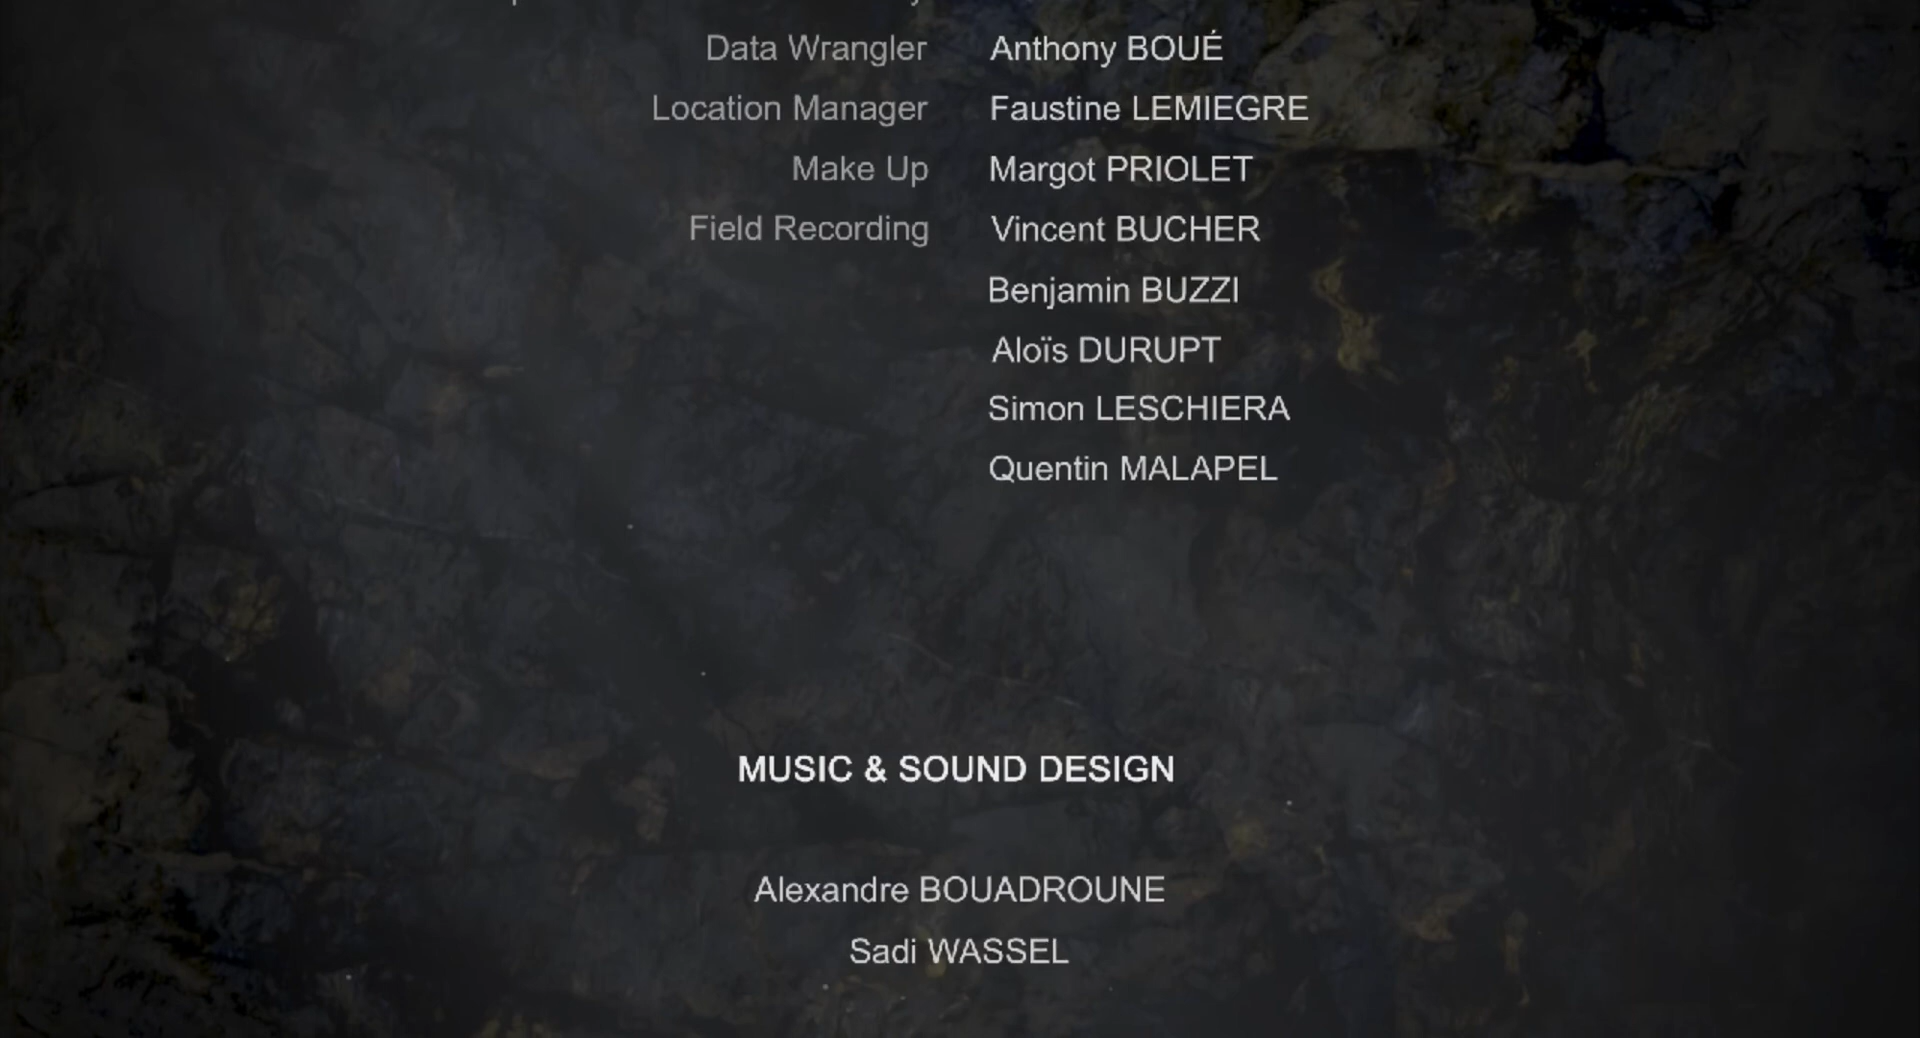 Data Wrangler Anthony BOUÉ
Location Manager Faustine LEMIEGRE
Make Up Margot PRIOLET
Field Recording Vincent BUCHER
Benjamin BUZZI
Aloïs DURUPT
Simon LESCHIERA
Quentin MALAPEL
MUSIC & SOUND DESIGN
Alexandre BOUADROUNE
Sadi WASSEL